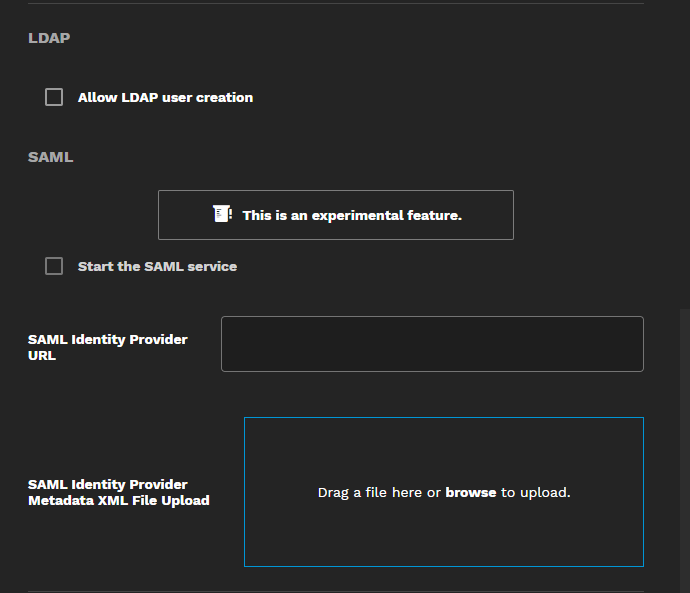 LDAP
Allow LDAP user creation
SAML
This is an experimental feature.
Start the SAML service
SAML Identity Provider
URL
SAML Identity Provider
Metadata XML File Upload
Drag a file here or browse to upload.